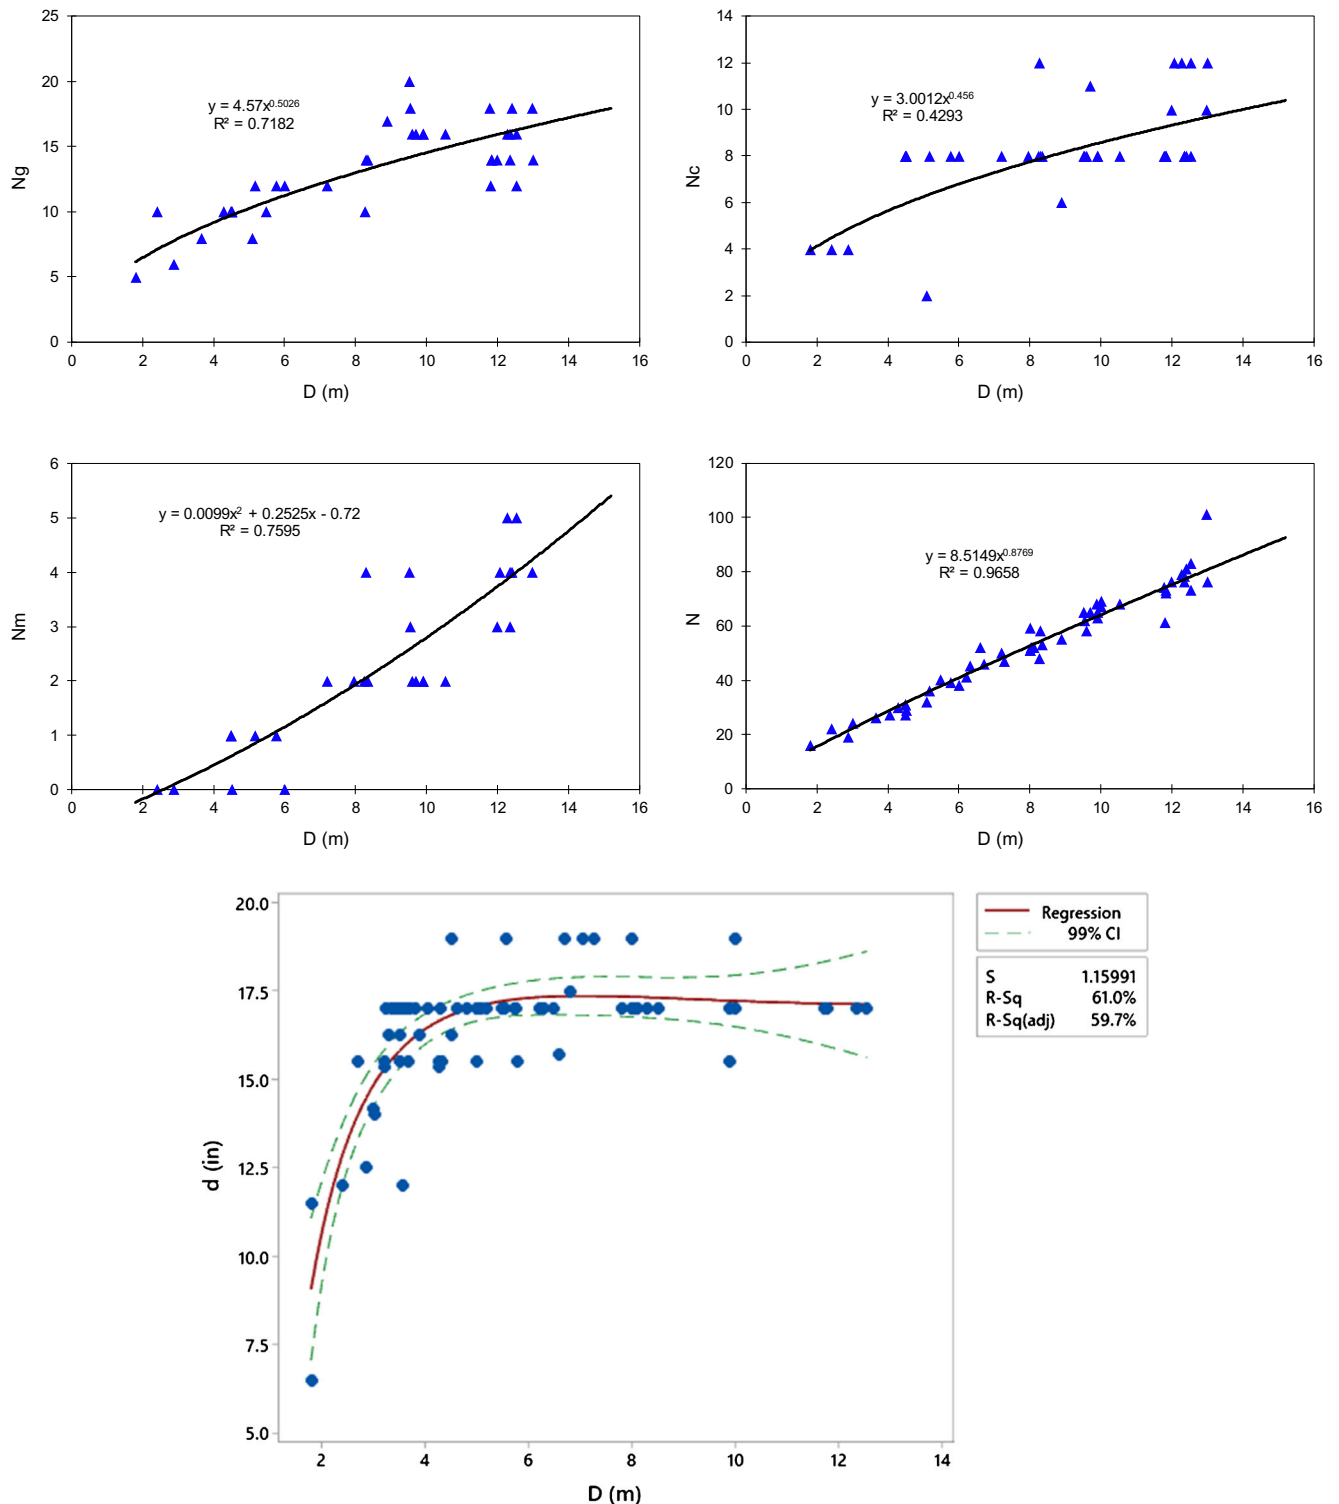 25
20
15
10
5
0
Ng
y = 4.57x^0.5026
R² = 0.7182
0 2 4 6 8 10 12 14 16
D (m)
14
12
10
8
6
4
2
0
Nc
y = 3.0012x^0.456
R² = 0.4293
0 2 4 6 8 10 12 14 16
D (m)
6
5
4
3
2
1
0
Nm
y = 0.0099x² + 0.2525x - 0.72
R² = 0.7595
0 2 4 6 8 10 12 14 16
D (m)
120
100
80
60
40
20
0
N
y = 8.5149x^0.8769
R² = 0.9658
0 2 4 6 8 10 12 14 16
D (m)
20.0
17.5
15.0
12.5
10.0
7.5
5.0
d (in)
2 4 6 8 10 12 14
D (m)
Regression
99% CI
S 1.15991
R-Sq 61.0%
R-Sq(adj) 59.7%